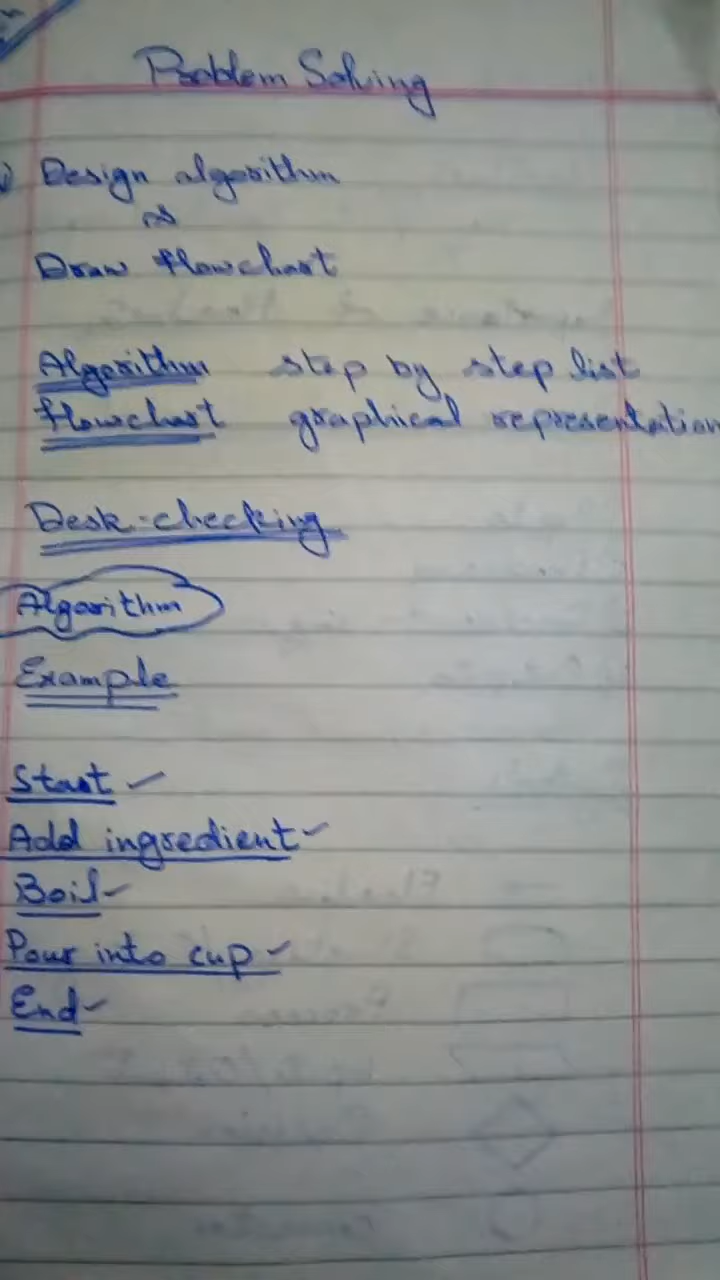 Problem Solving
Design algorithm
or
Draw flowchart
Algorithm step by step list
flowchart graphical representation
Desk-checking
Algorithm
Example
Start
Add ingredient
Boil
Pour into cup
End